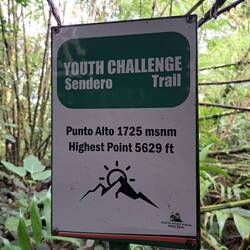 YOUTH CHALLENGE
Sendero Trail
Punto Alto 1725 msnm
Highest Point 5629 ft